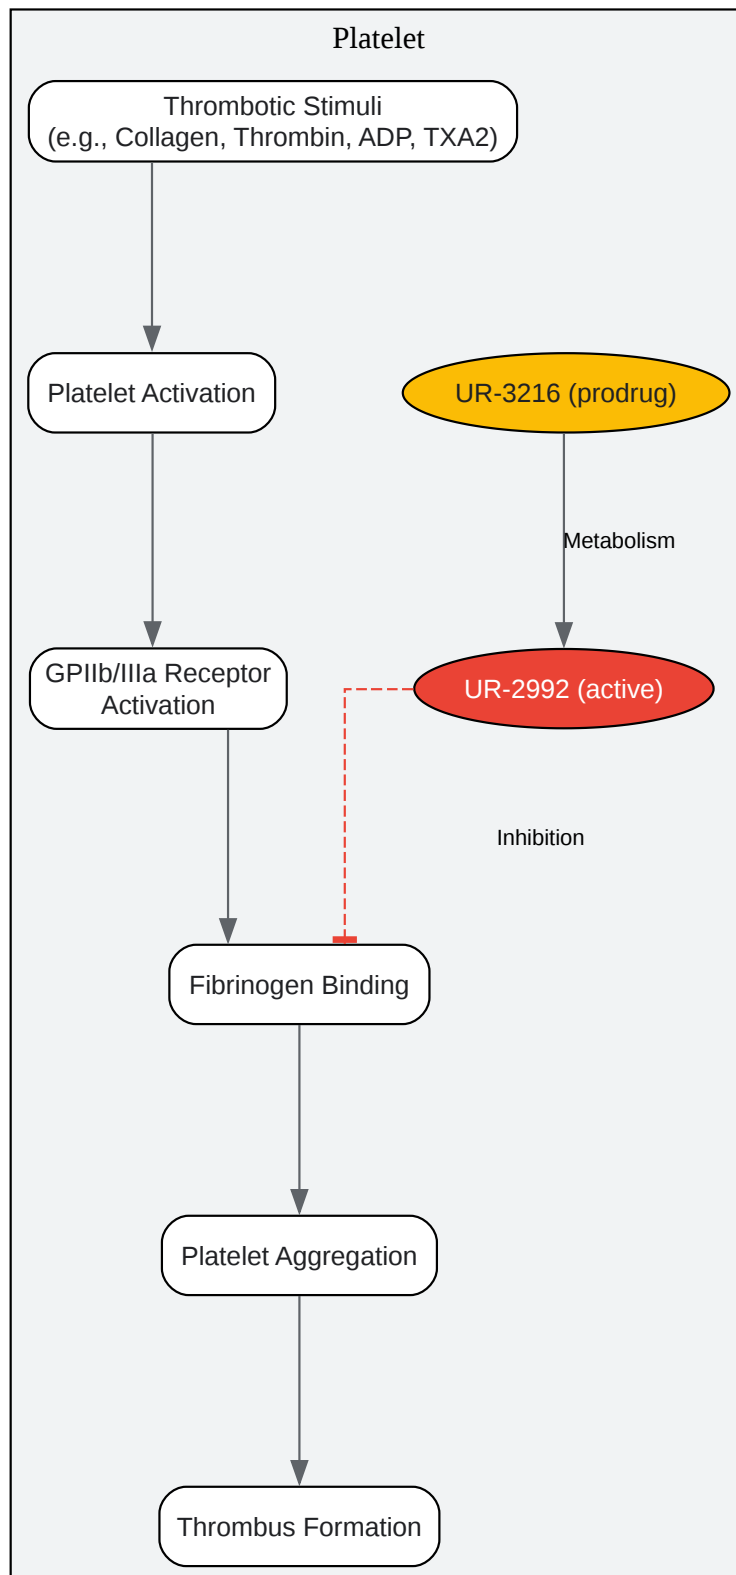 Platelet
Thrombotic Stimuli
(e.g., Collagen, Thrombin, ADP, TXA2)
Platelet Activation
UR-3216 (prodrug)
Metabolism
GPIIb/IIIa Receptor
Activation
UR-2992 (active)
Inhibition
Fibrinogen Binding
Platelet Aggregation
Thrombus Formation